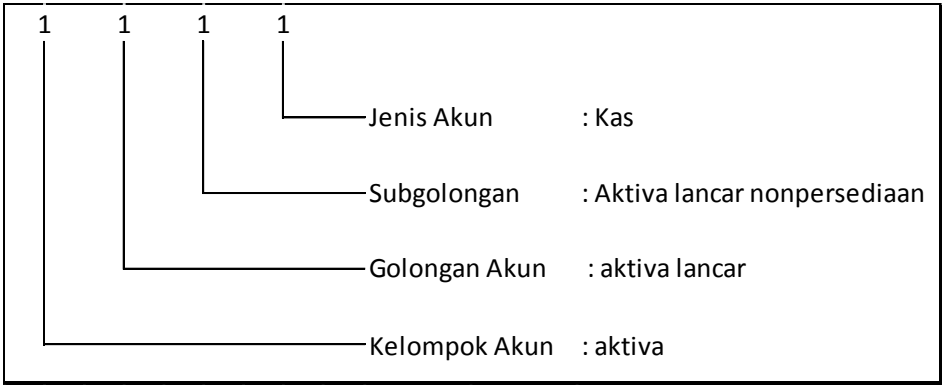 1 1 1 1
Jenis Akun : Kas
Subgolongan : Aktiva lancar nonpersediaan
Golongan Akun : aktiva lancar
Kelompok Akun : aktiva